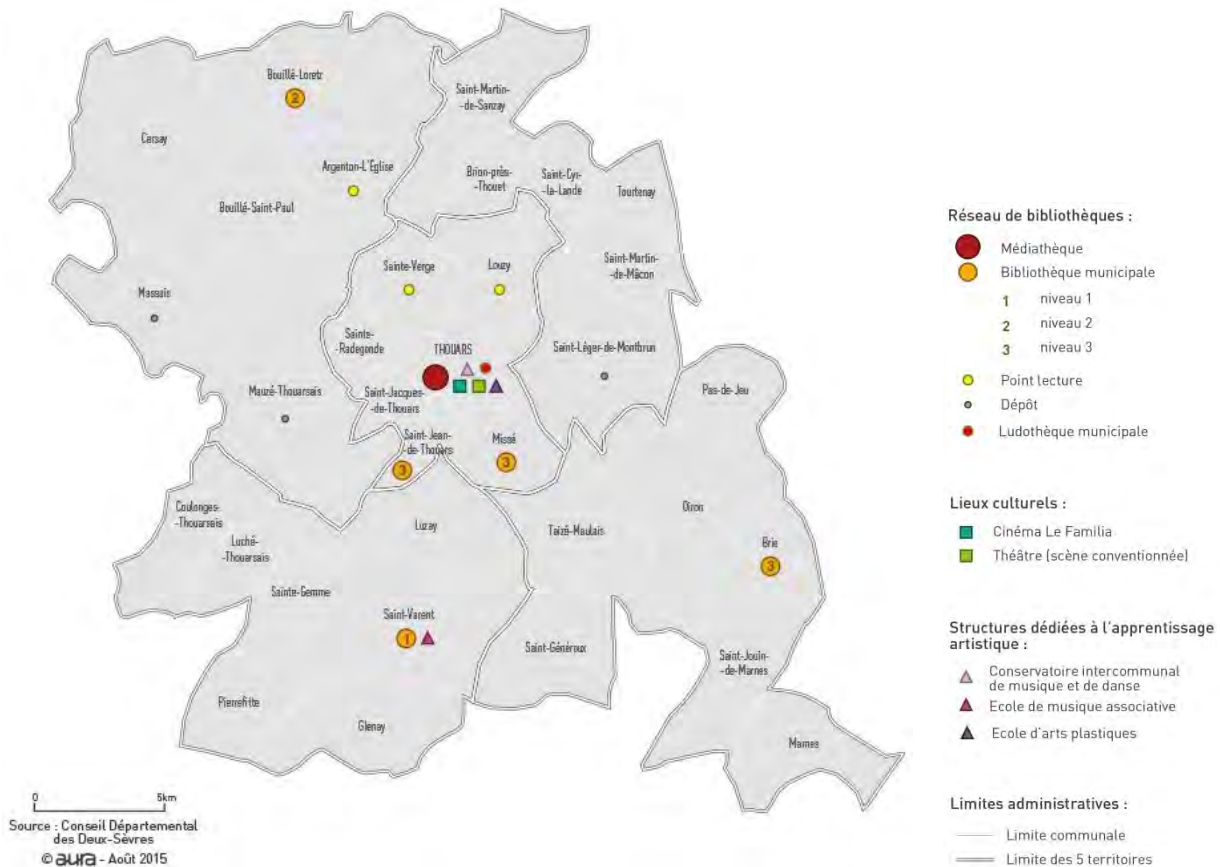 Bouillé-Loretz
2
Cersay
Argenton-L'Eglise
Bouillé-Saint-Paul
Massais
Mauzé-Thouarsais
Saint-Martin-
-de-Sanzay
Brion-près-
-Thouet
Saint-Cyr-
-la-Lande
Tourtenay
Saint-Martin-
-de-Mâcon
Saint-Léger-de-Montbrun
Sainte-Verge
Louzy
Sainte-
-Radegonde
THOUARS
Saint-Jacques-
-de-Thouars
Saint-Jean-
-de-Thouars
3
Missé
3
Pas-de-Jeu
Oiron
Taizé-Maulais
Brie
3
Saint-Généroux
Saint-Jouin-
-de-Marnes
Marnes
Coulonges-
-Thouarsais
Luché-
-Thouarsais
Luzay
Sainte-Gemme
Saint-Varent
1
Pierrefitte
Glenay
0 5km
Source : Conseil Départemental
des Deux-Sèvres
© aura - Août 2015
Réseau de bibliothèques :
Médiathèque
Bibliothèque municipale
1 niveau 1
2 niveau 2
3 niveau 3
Point lecture
Dépôt
Ludothèque municipale
Lieux culturels :
Cinéma Le Familia
Théâtre (scène conventionnée)
Structures dédiées à l'apprentissage
artistique :
Conservatoire intercommunal
de musique et de danse
Ecole de musique associative
Ecole d'arts plastiques
Limites administratives :
Limite communale
Limite des 5 territoires